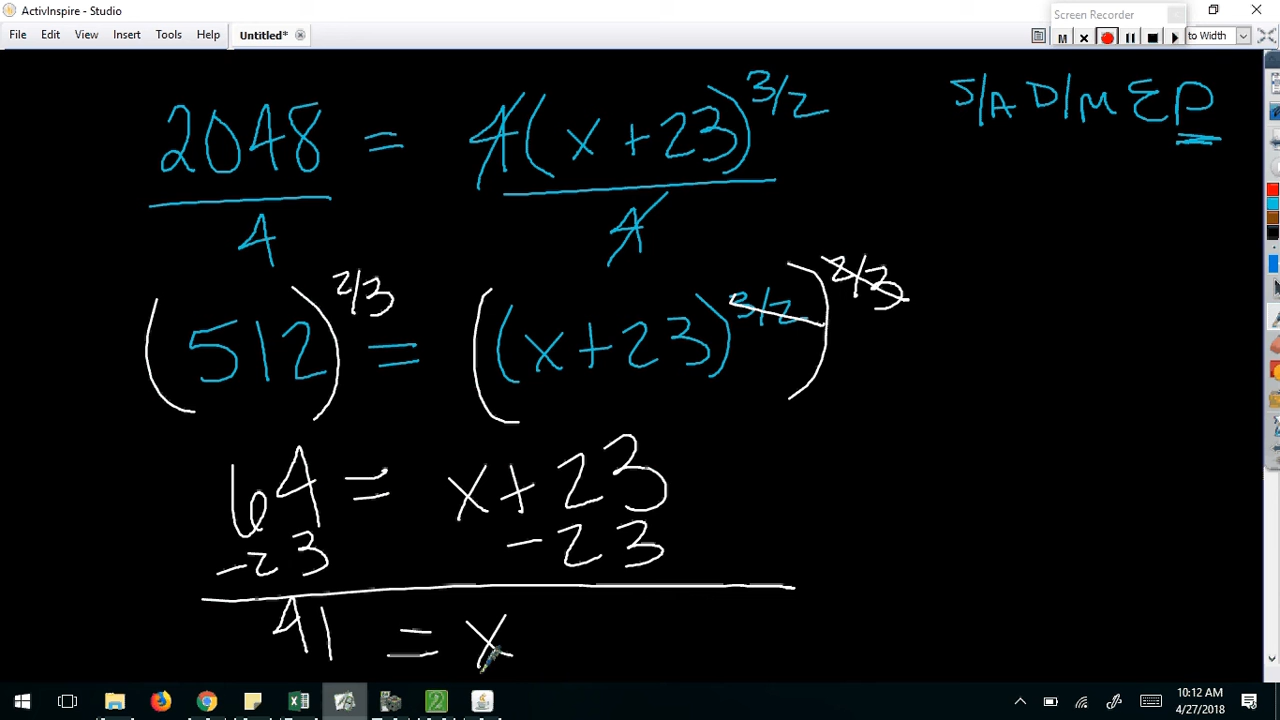 ActivInspire - Studio
Screen Recorder
File Edit View Insert Tools Help Untitled* M to Width
2048 = 4(x+23)^3/2 S/A D/M E P
4 4
(512)^2/3 = ((x+23)^3/2)^2/3
64 = x+23
-23 -23
41 = x
10:12 AM
4/27/2018